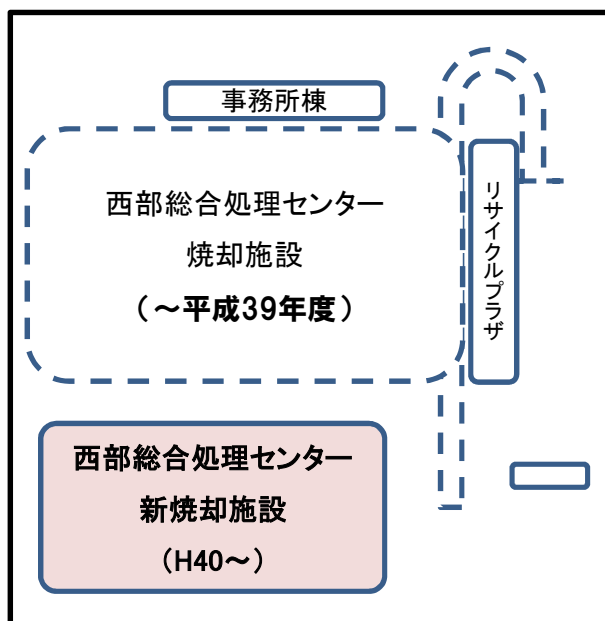 事務所棟
西部総合処理センター
焼却施設
（～平成39年度）
リサイクルプラザ
西部総合処理センター
新焼却施設
（H40～）